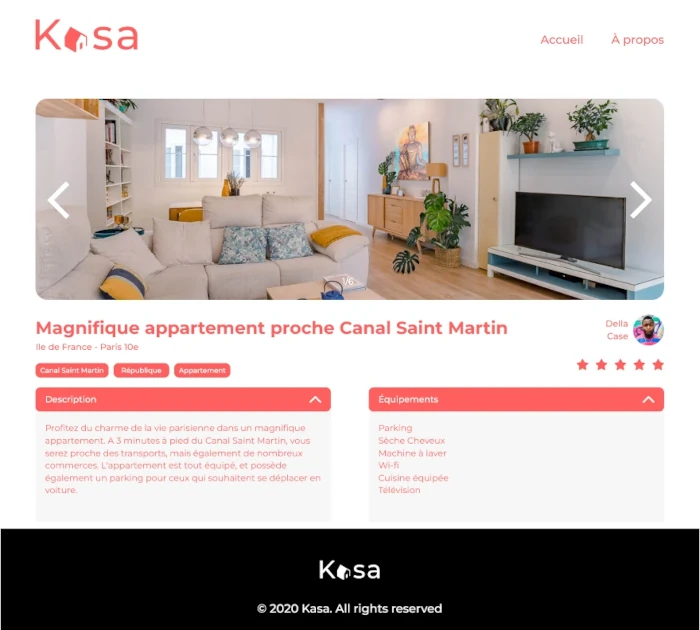 Kasa
Accueil
À propos
1/6
Magnifique appartement proche Canal Saint Martin
Ile de France - Paris 10e
Della
Case
Canal Saint Martin
République
Appartement
Description
Profitez du charme de la vie parisienne dans un magnifique
appartement. A 3 minutes à pied du Canal Saint Martin, vous
serez proche des transports, mais également de nombreux
commerces. L'appartement est tout équipé, et possède
également un parking pour ceux qui souhaitent se déplacer en
voiture.
Équipements
Parking
Sèche Cheveux
Machine à laver
Wi-fi
Cuisine équipée
Télévision
Kasa
© 2020 Kasa. All rights reserved